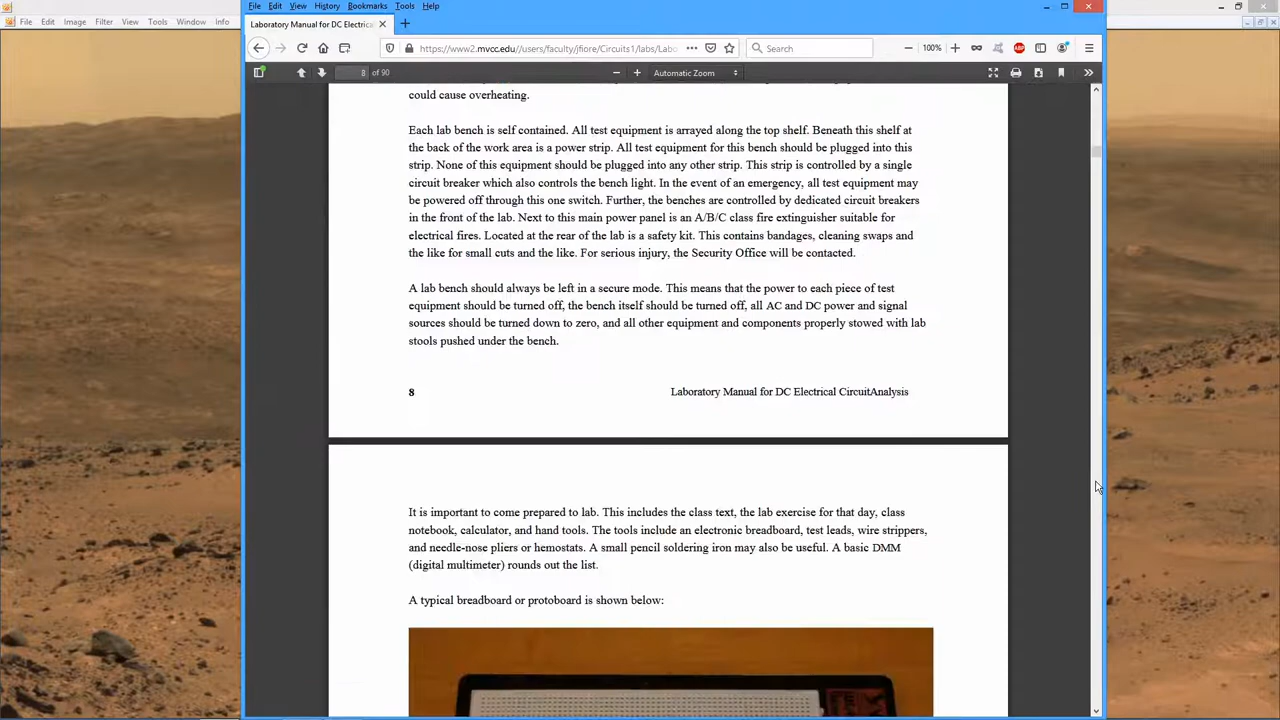 File Edit View History Bookmarks Tools Help
File Edit Image Filter View Tools Window Info
Laboratory Manual for DC Electrica
https://www2.mvcc.edu//users/faculty/jfiore/Circuits1/labs/Labo
Search
100%
ABP
8 of 90
Automatic Zoom
could cause overheating.
Each lab bench is self contained. All test equipment is arrayed along the top shelf. Beneath this shelf at
the back of the work area is a power strip. All test equipment for this bench should be plugged into this
strip. None of this equipment should be plugged into any other strip. This strip is controlled by a single
circuit breaker which also controls the bench light. In the event of an emergency, all test equipment may
be powered off through this one switch. Further, the benches are controlled by dedicated circuit breakers
in the front of the lab. Next to this main power panel is an A/B/C class fire extinguisher suitable for
electrical fires. Located at the rear of the lab is a safety kit. This contains bandages, cleaning swaps and
the like for small cuts and the like. For serious injury, the Security Office will be contacted.
A lab bench should always be left in a secure mode. This means that the power to each piece of test
equipment should be turned off, the bench itself should be turned off, all AC and DC power and signal
sources should be turned down to zero, and all other equipment and components properly stowed with lab
stools pushed under the bench.
8 Laboratory Manual for DC Electrical CircuitAnalysis
It is important to come prepared to lab. This includes the class text, the lab exercise for that day, class
notebook, calculator, and hand tools. The tools include an electronic breadboard, test leads, wire strippers,
and needle-nose pliers or hemostats. A small pencil soldering iron may also be useful. A basic DMM
(digital multimeter) rounds out the list.
A typical breadboard or protoboard is shown below: